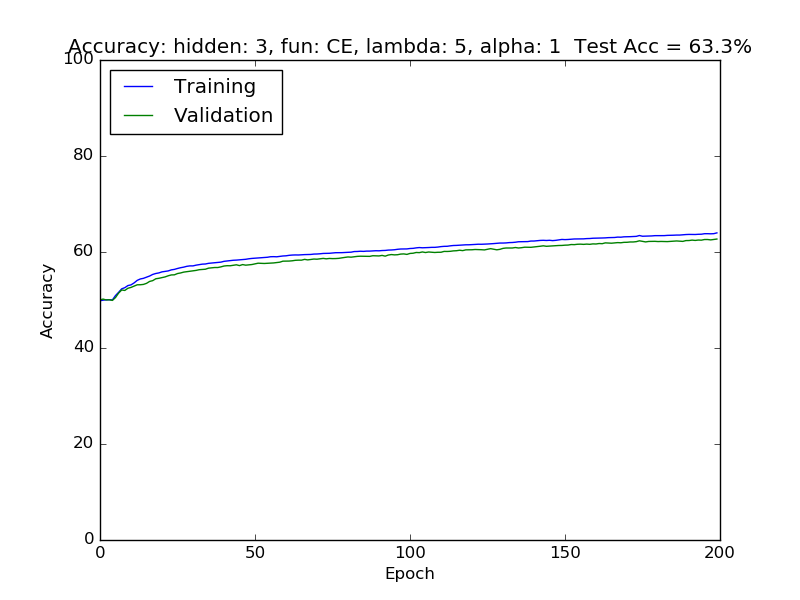 Accuracy: hidden: 3, fun: CE, lambda: 5, alpha: 1  Test Acc = 63.3%
100
Training
Validation
80
60
Accuracy
40
20
0
0 50 100 150 200
Epoch